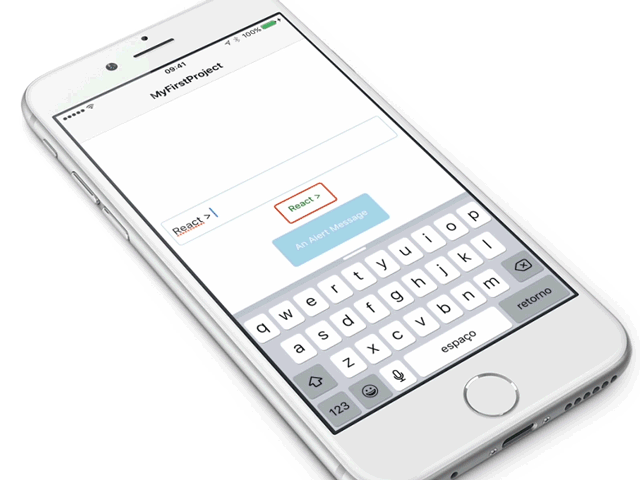 09:41
100%
MyFirstProject
React >
React >
An Alert Message
q w e r t y u i o p
a s d f g h j k l
z x c v b n m
123
espaço
retorno